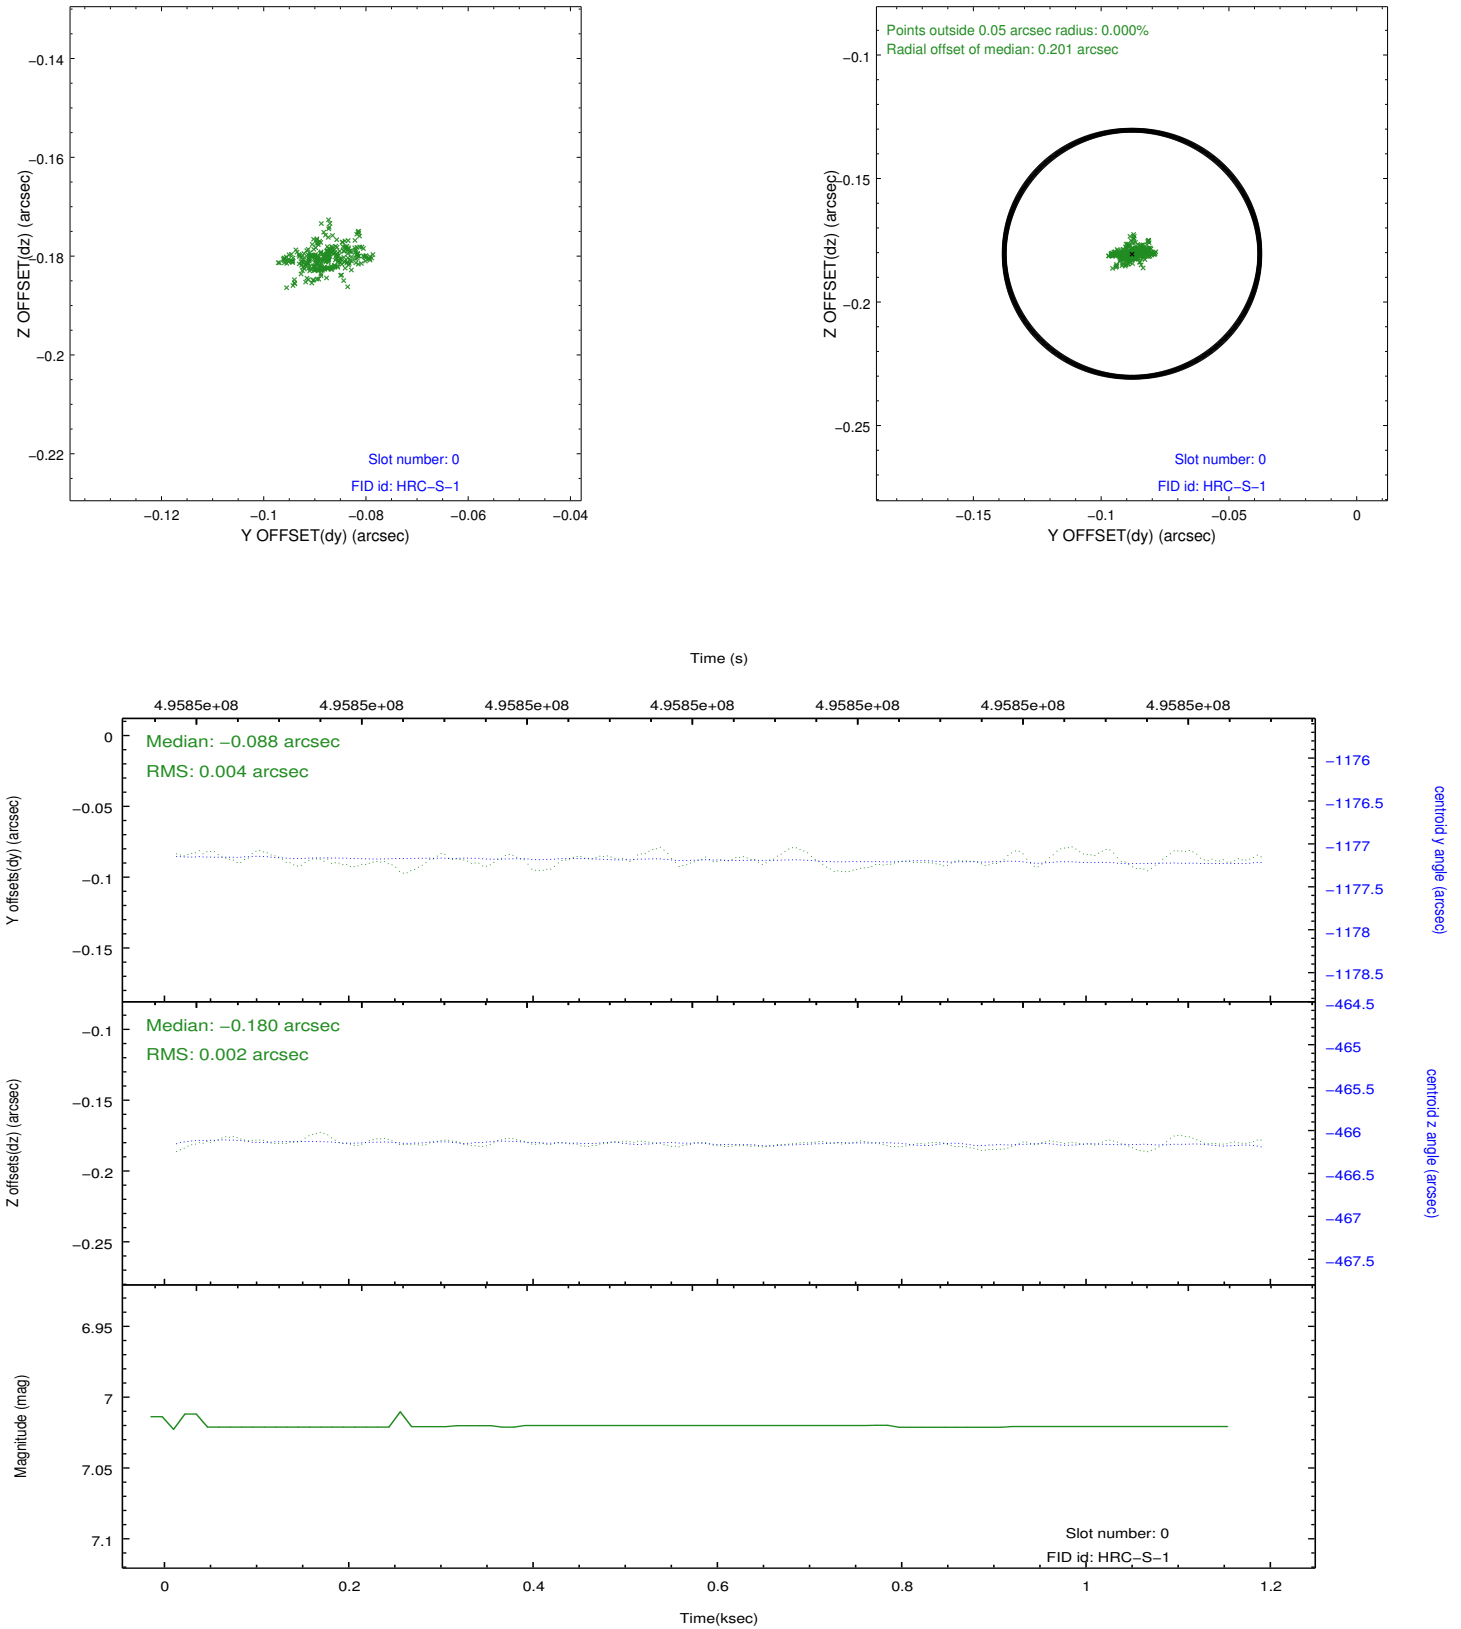 −0.14
−0.16
−0.18
−0.2
−0.22
Z OFFSET(dz) (arcsec)
Slot number: 0
FID id: HRC−S−1
−0.12
−0.1
−0.08
−0.06
−0.04
Y OFFSET(dy) (arcsec)
Points outside 0.05 arcsec radius: 0.000%
Radial offset of median: 0.201 arcsec
−0.1
−0.15
−0.2
−0.25
Z OFFSET(dz) (arcsec)
Slot number: 0
FID id: HRC−S−1
−0.15
−0.1
−0.05
0
Y OFFSET(dy) (arcsec)
Time (s)
4.9585e+08
4.9585e+08
4.9585e+08
4.9585e+08
4.9585e+08
4.9585e+08
4.9585e+08
Median: −0.088 arcsec
RMS: 0.004 arcsec
0
−0.05
−0.1
−0.15
Y offsets(dy) (arcsec)
−1176
−1176.5
−1177
−1177.5
−1178
−1178.5
centroid y angle (arcsec)
Median: −0.180 arcsec
RMS: 0.002 arcsec
−0.1
−0.15
−0.2
−0.25
Z offsets(dz) (arcsec)
−464.5
−465
−465.5
−466
−466.5
−467
−467.5
centroid z angle (arcsec)
6.95
7
7.05
7.1
Magnitude (mag)
Slot number: 0
FID id: HRC−S−1
0
0.2
0.4
0.6
0.8
1
1.2
Time(ksec)